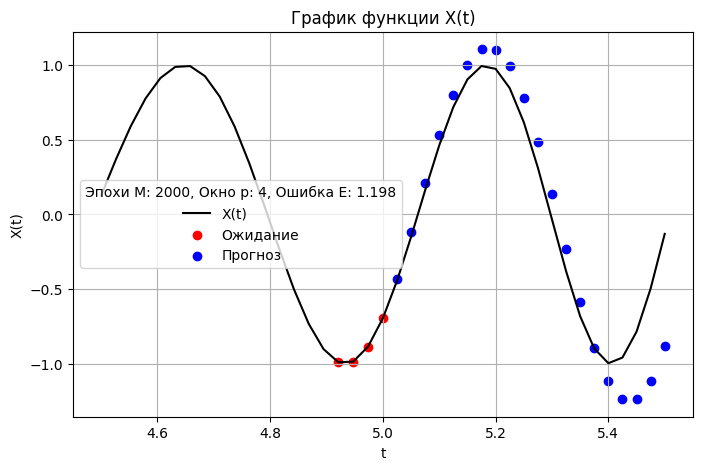 График функции X(t)
X(t)
1.0
0.5
0.0
−0.5
−1.0
Эпохи M: 2000, Окно p: 4, Ошибка E: 1.198
X(t)
Ожидание
Прогноз
4.6
4.8
5.0
5.2
5.4
t